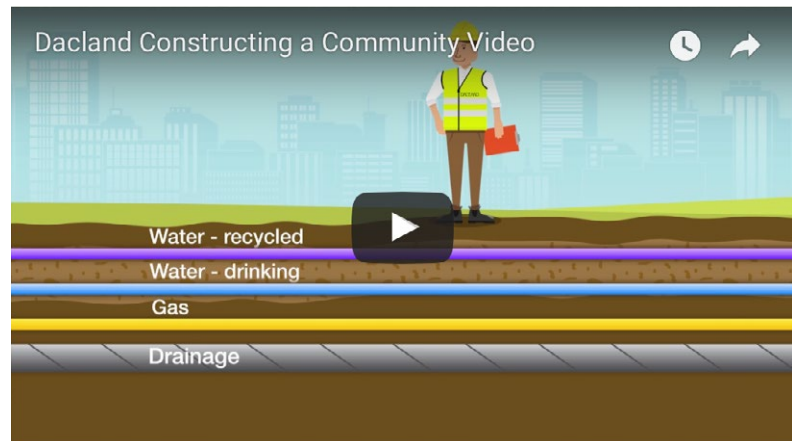 Dacland Constructing a Community Video
Water - recycled
Water - drinking
Gas
Drainage